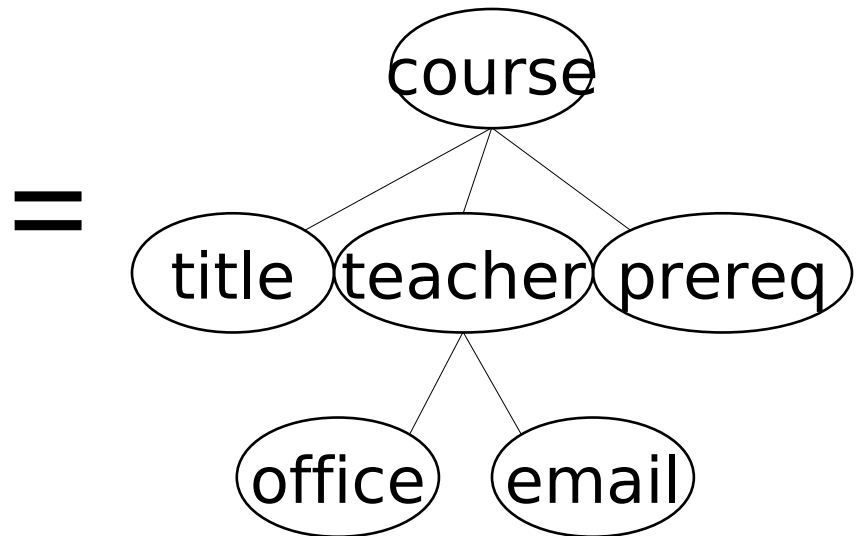 course
=
title teacher prereq
office email